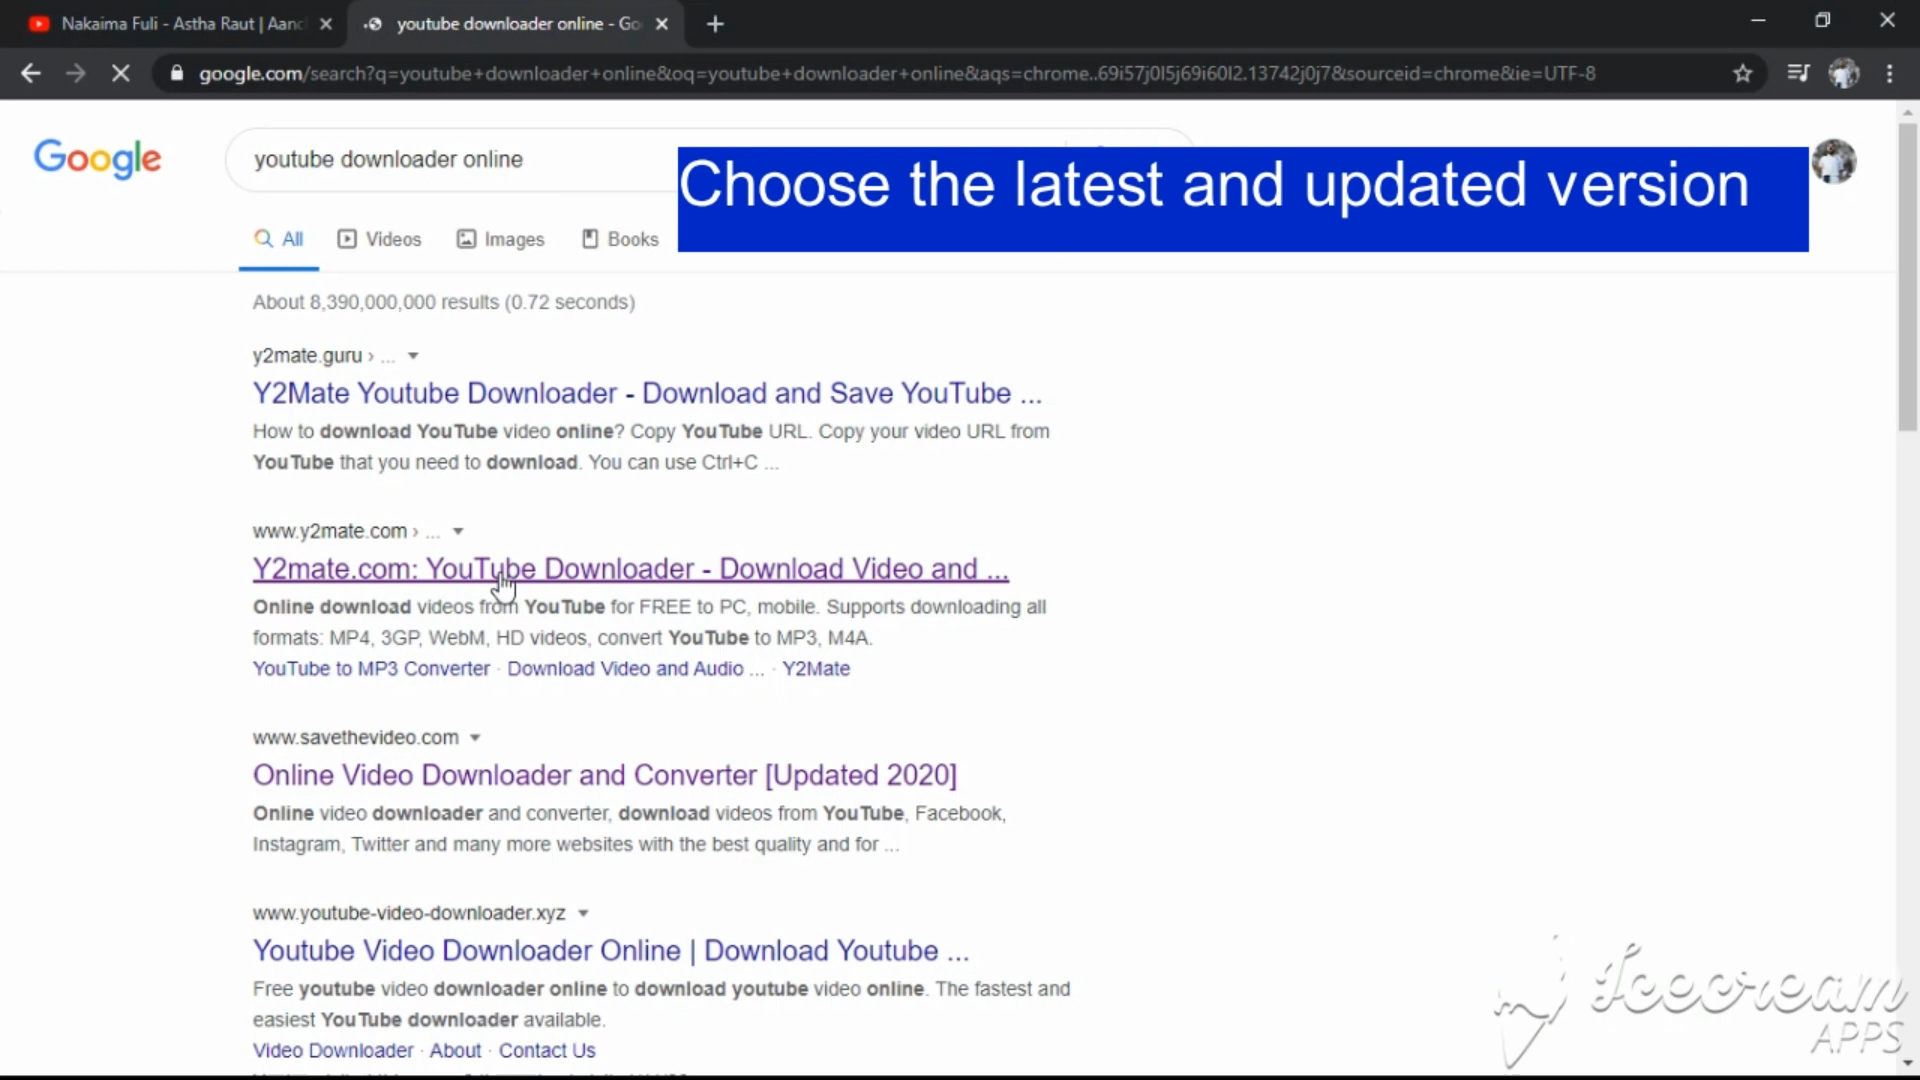 Nakaima Fuli - Astha Raut | Aanc
youtube downloader online - Go
google.com/search?q=youtube+downloader+online&oq=youtube+downloader+online&aqs=chrome..69i57j0l5j69i60l2.13742j0j7&sourceid=chrome&ie=UTF-8
Google
youtube downloader online
Choose the latest and updated version
All
Videos
Images
Books
About 8,390,000,000 results (0.72 seconds)
y2mate.guru › ...
Y2Mate Youtube Downloader - Download and Save YouTube ...
How to download YouTube video online? Copy YouTube URL. Copy your video URL from
YouTube that you need to download. You can use Ctrl+C ...
www.y2mate.com › ...
Y2mate.com: YouTube Downloader - Download Video and ...
Online download videos from YouTube for FREE to PC, mobile. Supports downloading all
formats: MP4, 3GP, WebM, HD videos, convert YouTube to MP3, M4A.
YouTube to MP3 Converter · Download Video and Audio ... · Y2Mate
www.savethevideo.com
Online Video Downloader and Converter [Updated 2020]
Online video downloader and converter, download videos from YouTube, Facebook,
Instagram, Twitter and many more websites with the best quality and for ...
www.youtube-video-downloader.xyz
Youtube Video Downloader Online | Download Youtube ...
Free youtube video downloader online to download youtube video online. The fastest and
easiest YouTube downloader available.
Video Downloader · About · Contact Us
Icecream
APPS